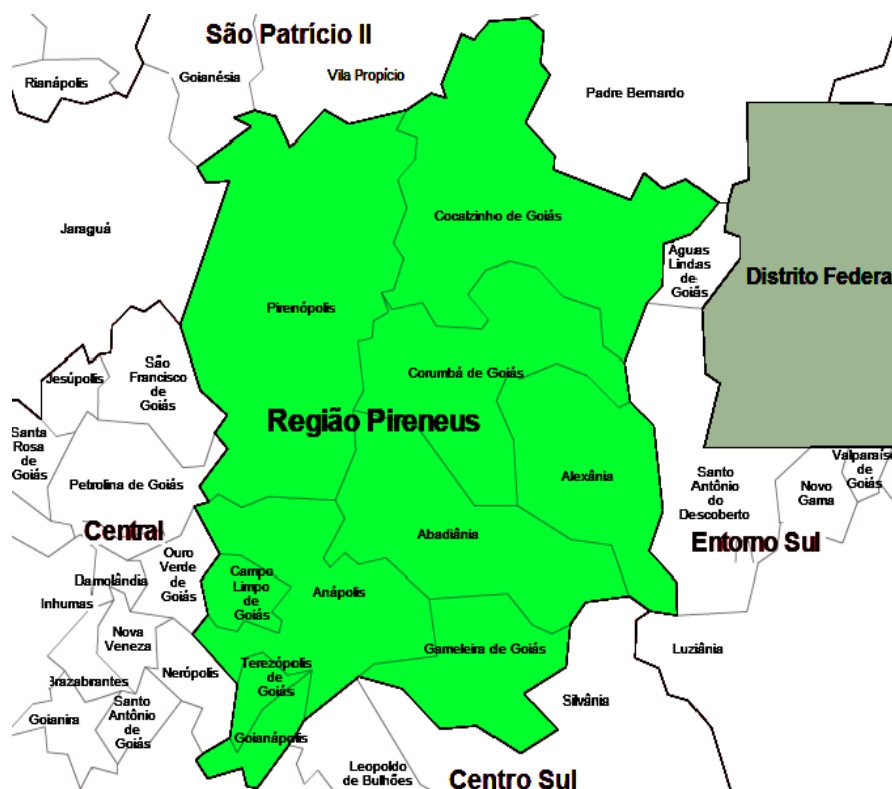 São Patrício II
Rianápolis
Goianésia
Vila Propício
Padre Bernardo
Jaraguá
Cocalzinho de Goiás
Aguas
Lindas
de
Goiás
Distrito Federa
Pirenópolis
São
Francisco
de
Goiás
Jesúpolis
Corumbá de Goiás
Região Pireneus
Santa
Rosa
de
Goiás
Petrolina de Goiás
Alexânia
Santo
Antônio
do
Descoberto
Novo
Gama
Valparaís
de
Goiás
Central
Abadiânia
Entorno Sul
Ouro
Verde
de
Goiás
Damolândia
Inhumas
Campo
Limpo
de
Goiás
Anápolis
Nova
Veneza
Gameleira de Goiás
Luziânia
Nerópolis
Terezópolis
de
Goiás
Brazabrantes
Santo
Antônio
de
Goiás
Goianira
Silvânia
Goianápolis
Leopoldo
de Bulhões
Centro Sul